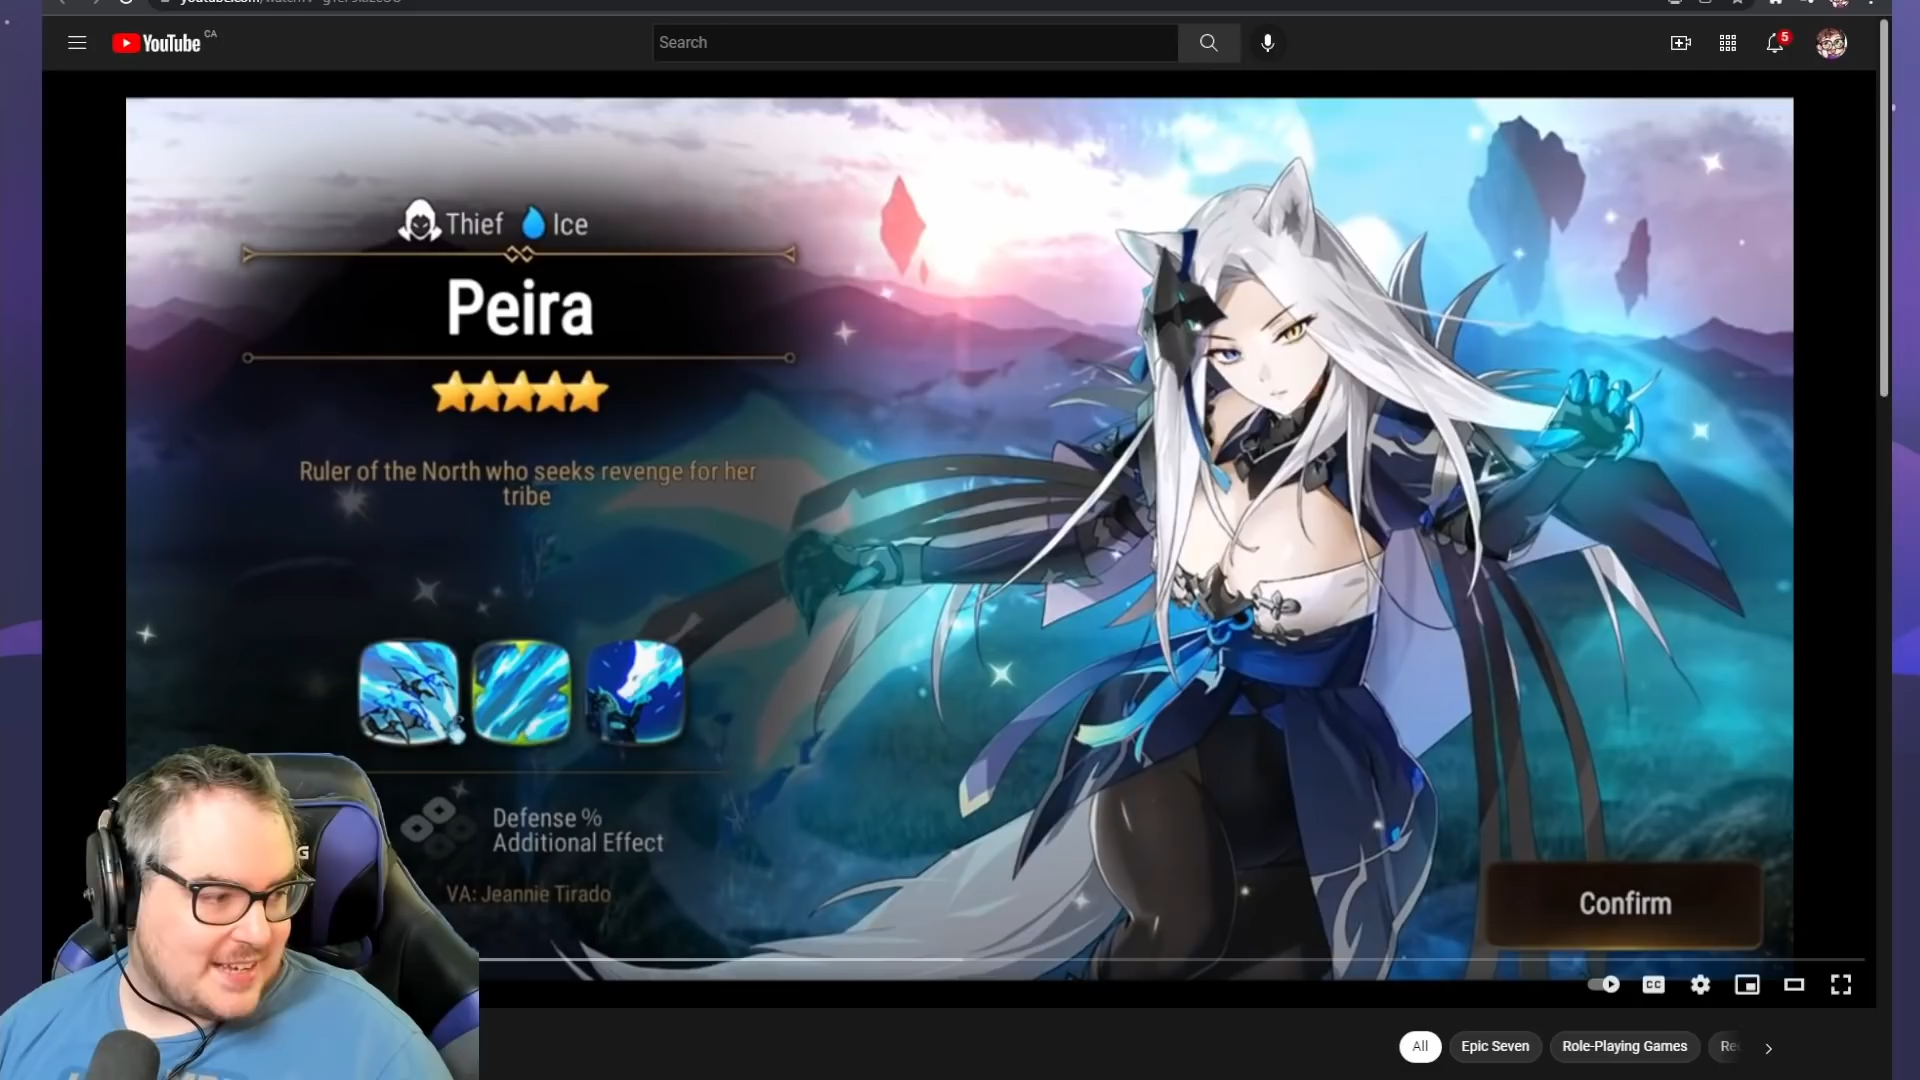 YouTube CA
Search
5
Thief Ice
Peira
Ruler of the North who seeks revenge for her
tribe
Defense %
Additional Effect
VA: Jeannie Tirado
Confirm
CC
All
Epic Seven
Role-Playing Games